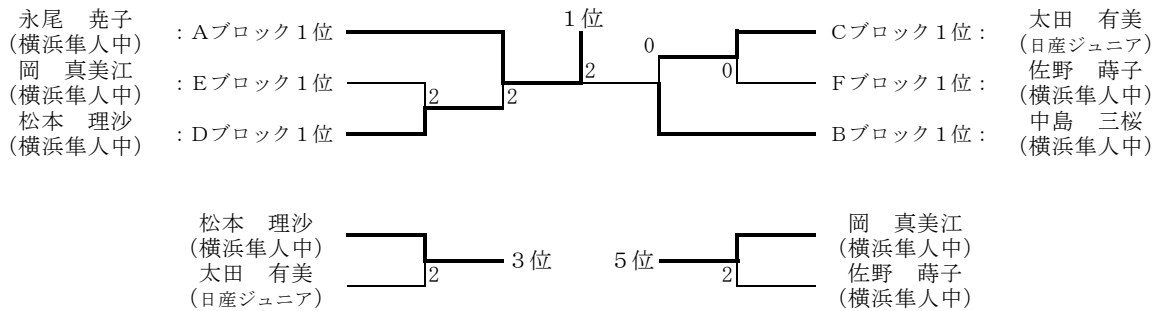 永尾　尭子
(横浜隼人中)
：Aブロック１位
岡　真美江
(横浜隼人中)
：Eブロック１位
松本　理沙
(横浜隼人中)
：Dブロック１位
2
2
１位
2
0
0
Cブロック１位：
太田　有美
(日産ジュニア)
Fブロック１位：
佐野　蒔子
(横浜隼人中)
Bブロック１位：
中島　三桜
(横浜隼人中)
松本　理沙
(横浜隼人中)
太田　有美
(日産ジュニア)
2
３位
５位
2
岡　真美江
(横浜隼人中)
佐野　蒔子
(横浜隼人中)